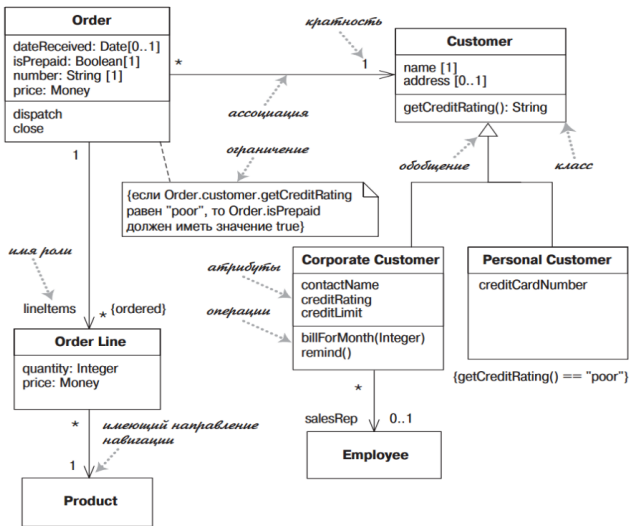 Order
dateReceived: Date[0..1]
isPrepaid: Boolean[1]
number: String [1]
price: Money
dispatch
close
*
1
кратность
ассоциация
ограничение
Customer
name [1]
address [0..1]
getCreditRating(): String
обобщение
класс
1
{если Order.customer.getCreditRating
равен "poor", то Order.isPrepaid
должен иметь значение true}
имя роли
lineItems
* {ordered}
атрибуты
операции
Corporate Customer
contactName
creditRating
creditLimit
billForMonth(Integer)
remind()
Personal Customer
creditCardNumber
{getCreditRating() == "poor"}
Order Line
quantity: Integer
price: Money
*
имеющий направление
навигации
1
Product
*
salesRep
0..1
Employee